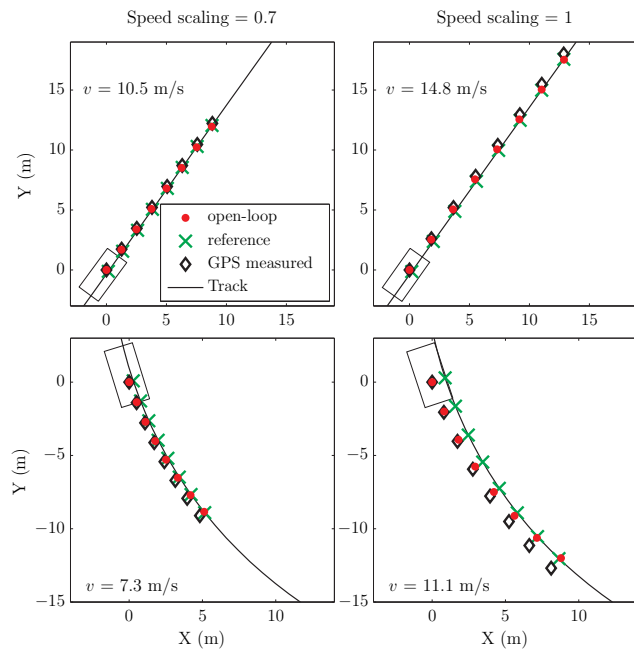 Speed scaling = 0.7
Speed scaling = 1
15
10
5
0
Y (m)
v = 10.5 m/s
open-loop
reference
GPS measured
Track
0
5
10
15
15
10
5
0
v = 14.8 m/s
0
5
10
15
0
−5
−10
−15
Y (m)
v = 7.3 m/s
0
5
10
X (m)
0
−5
−10
−15
v = 11.1 m/s
0
5
10
X (m)